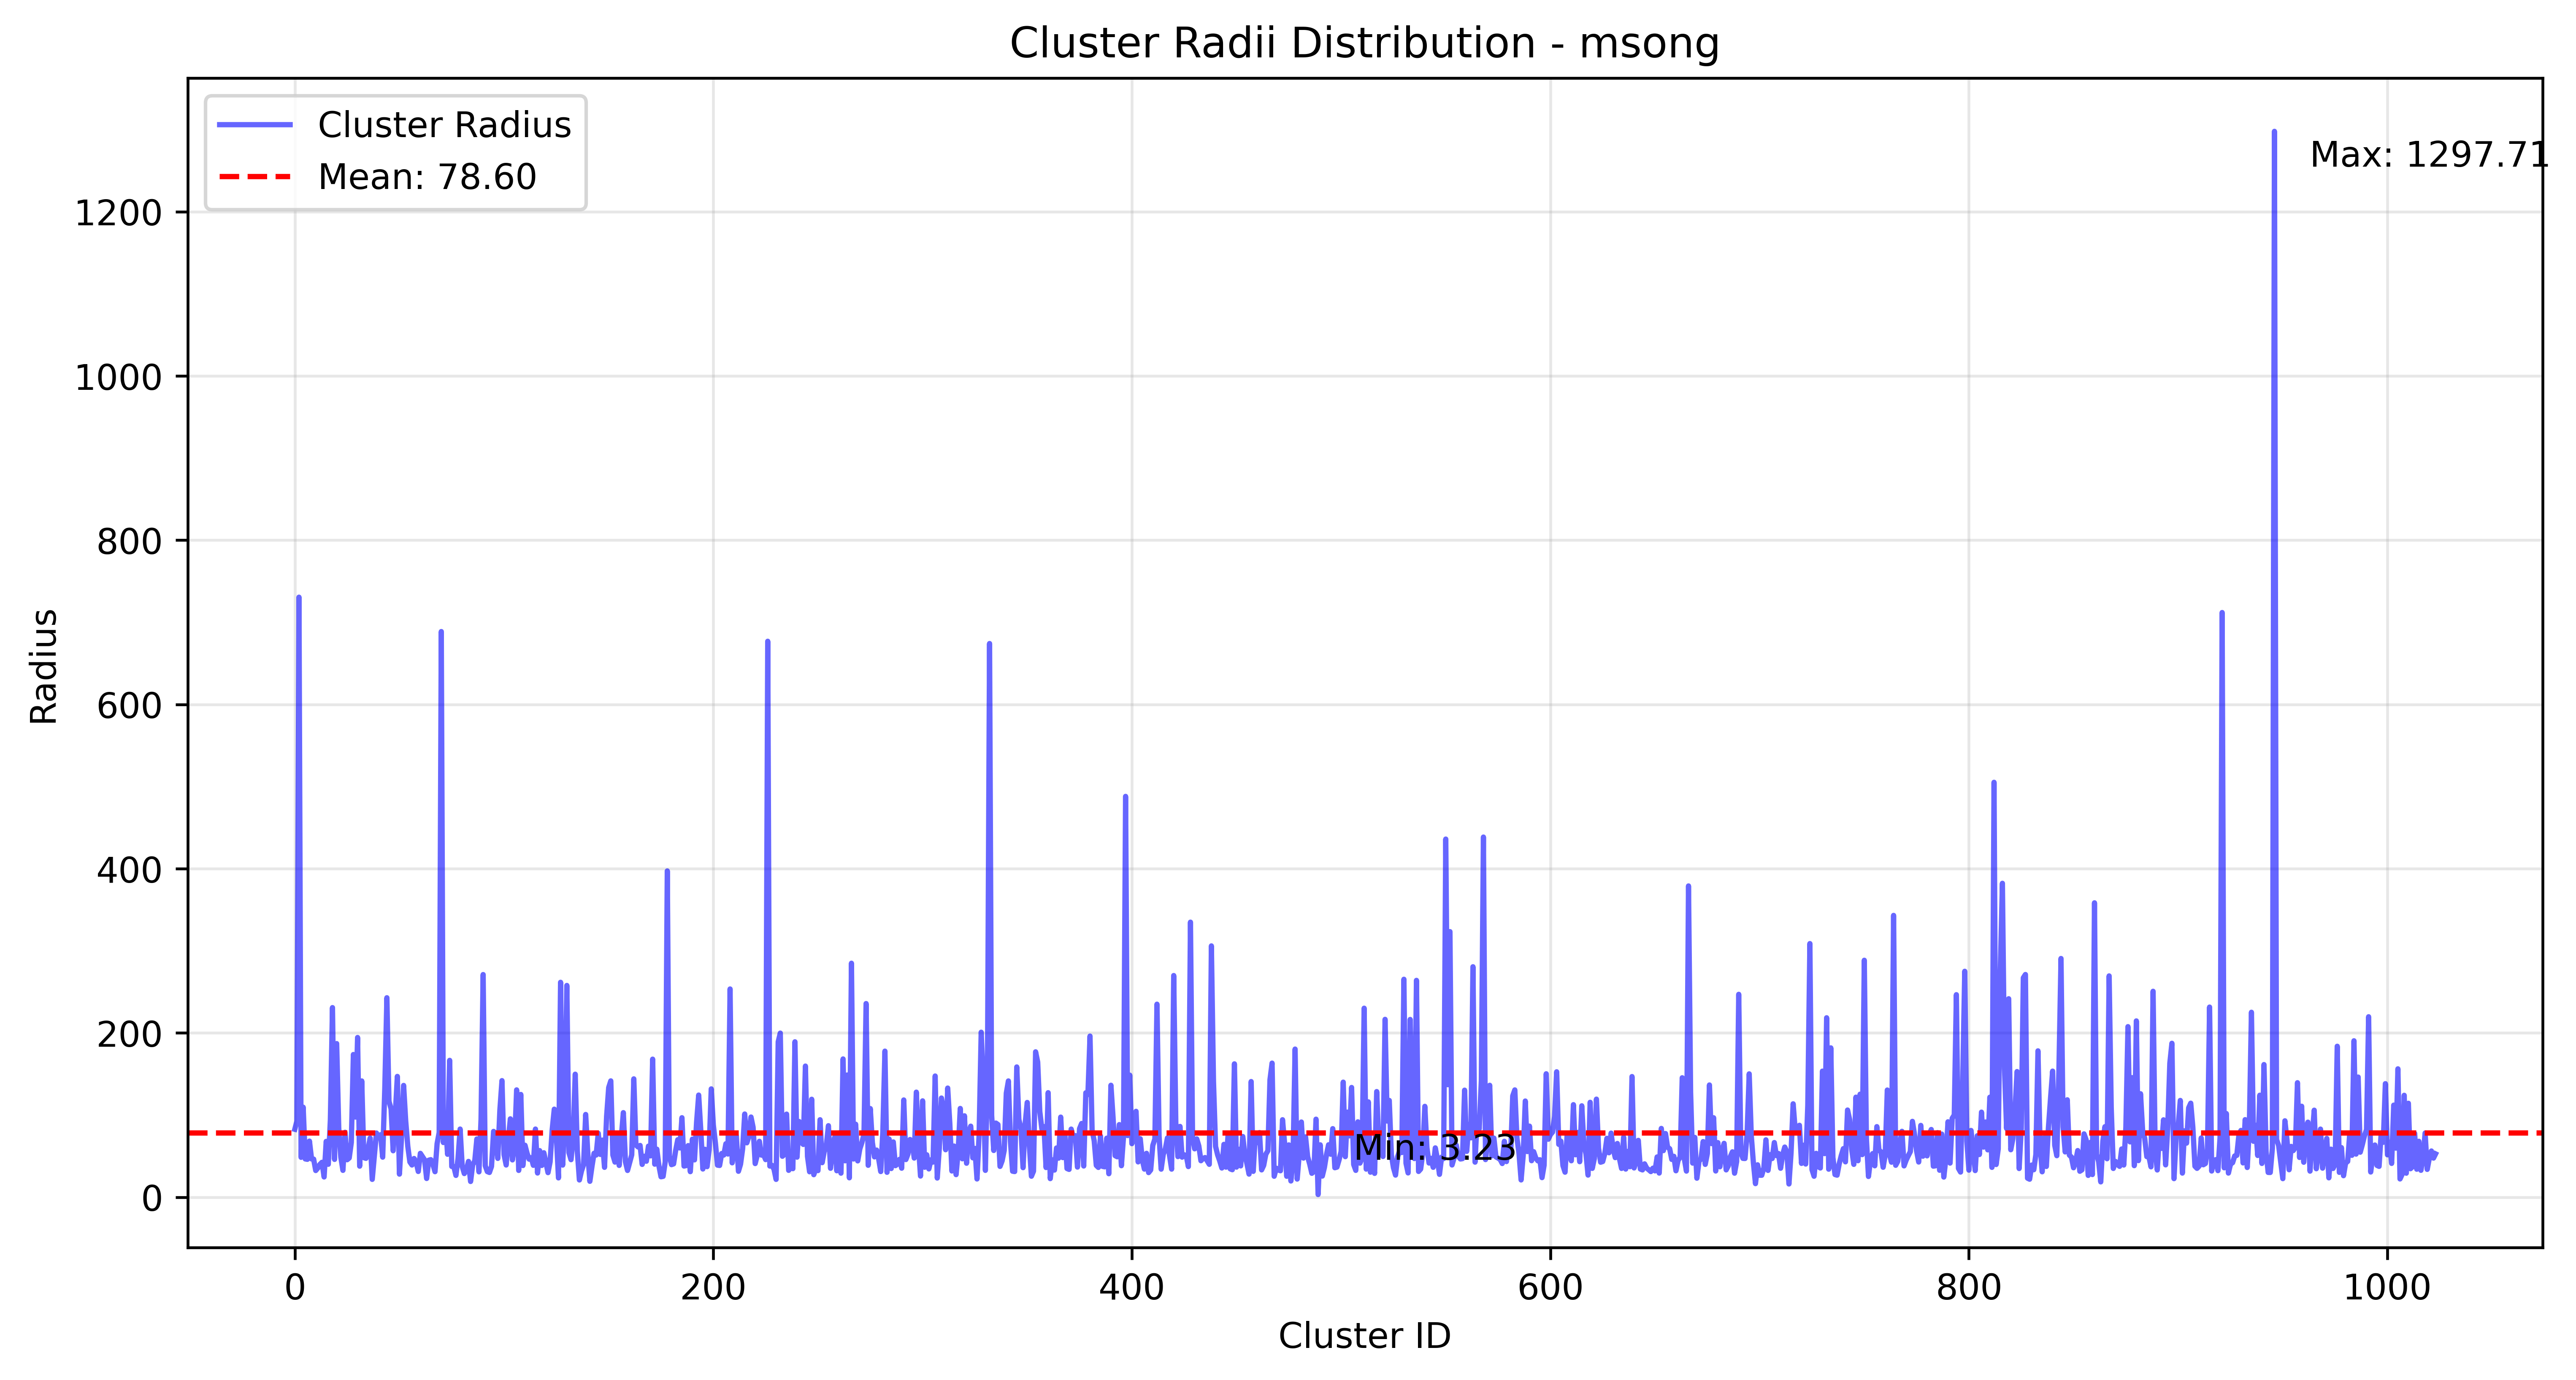 Cluster Radii Distribution - msong
Cluster Radius
Mean: 78.60
Max: 1297.71
Min: 3.23
Radius
1200
1000
800
600
400
200
0
0 200 400 600 800 1000
Cluster ID